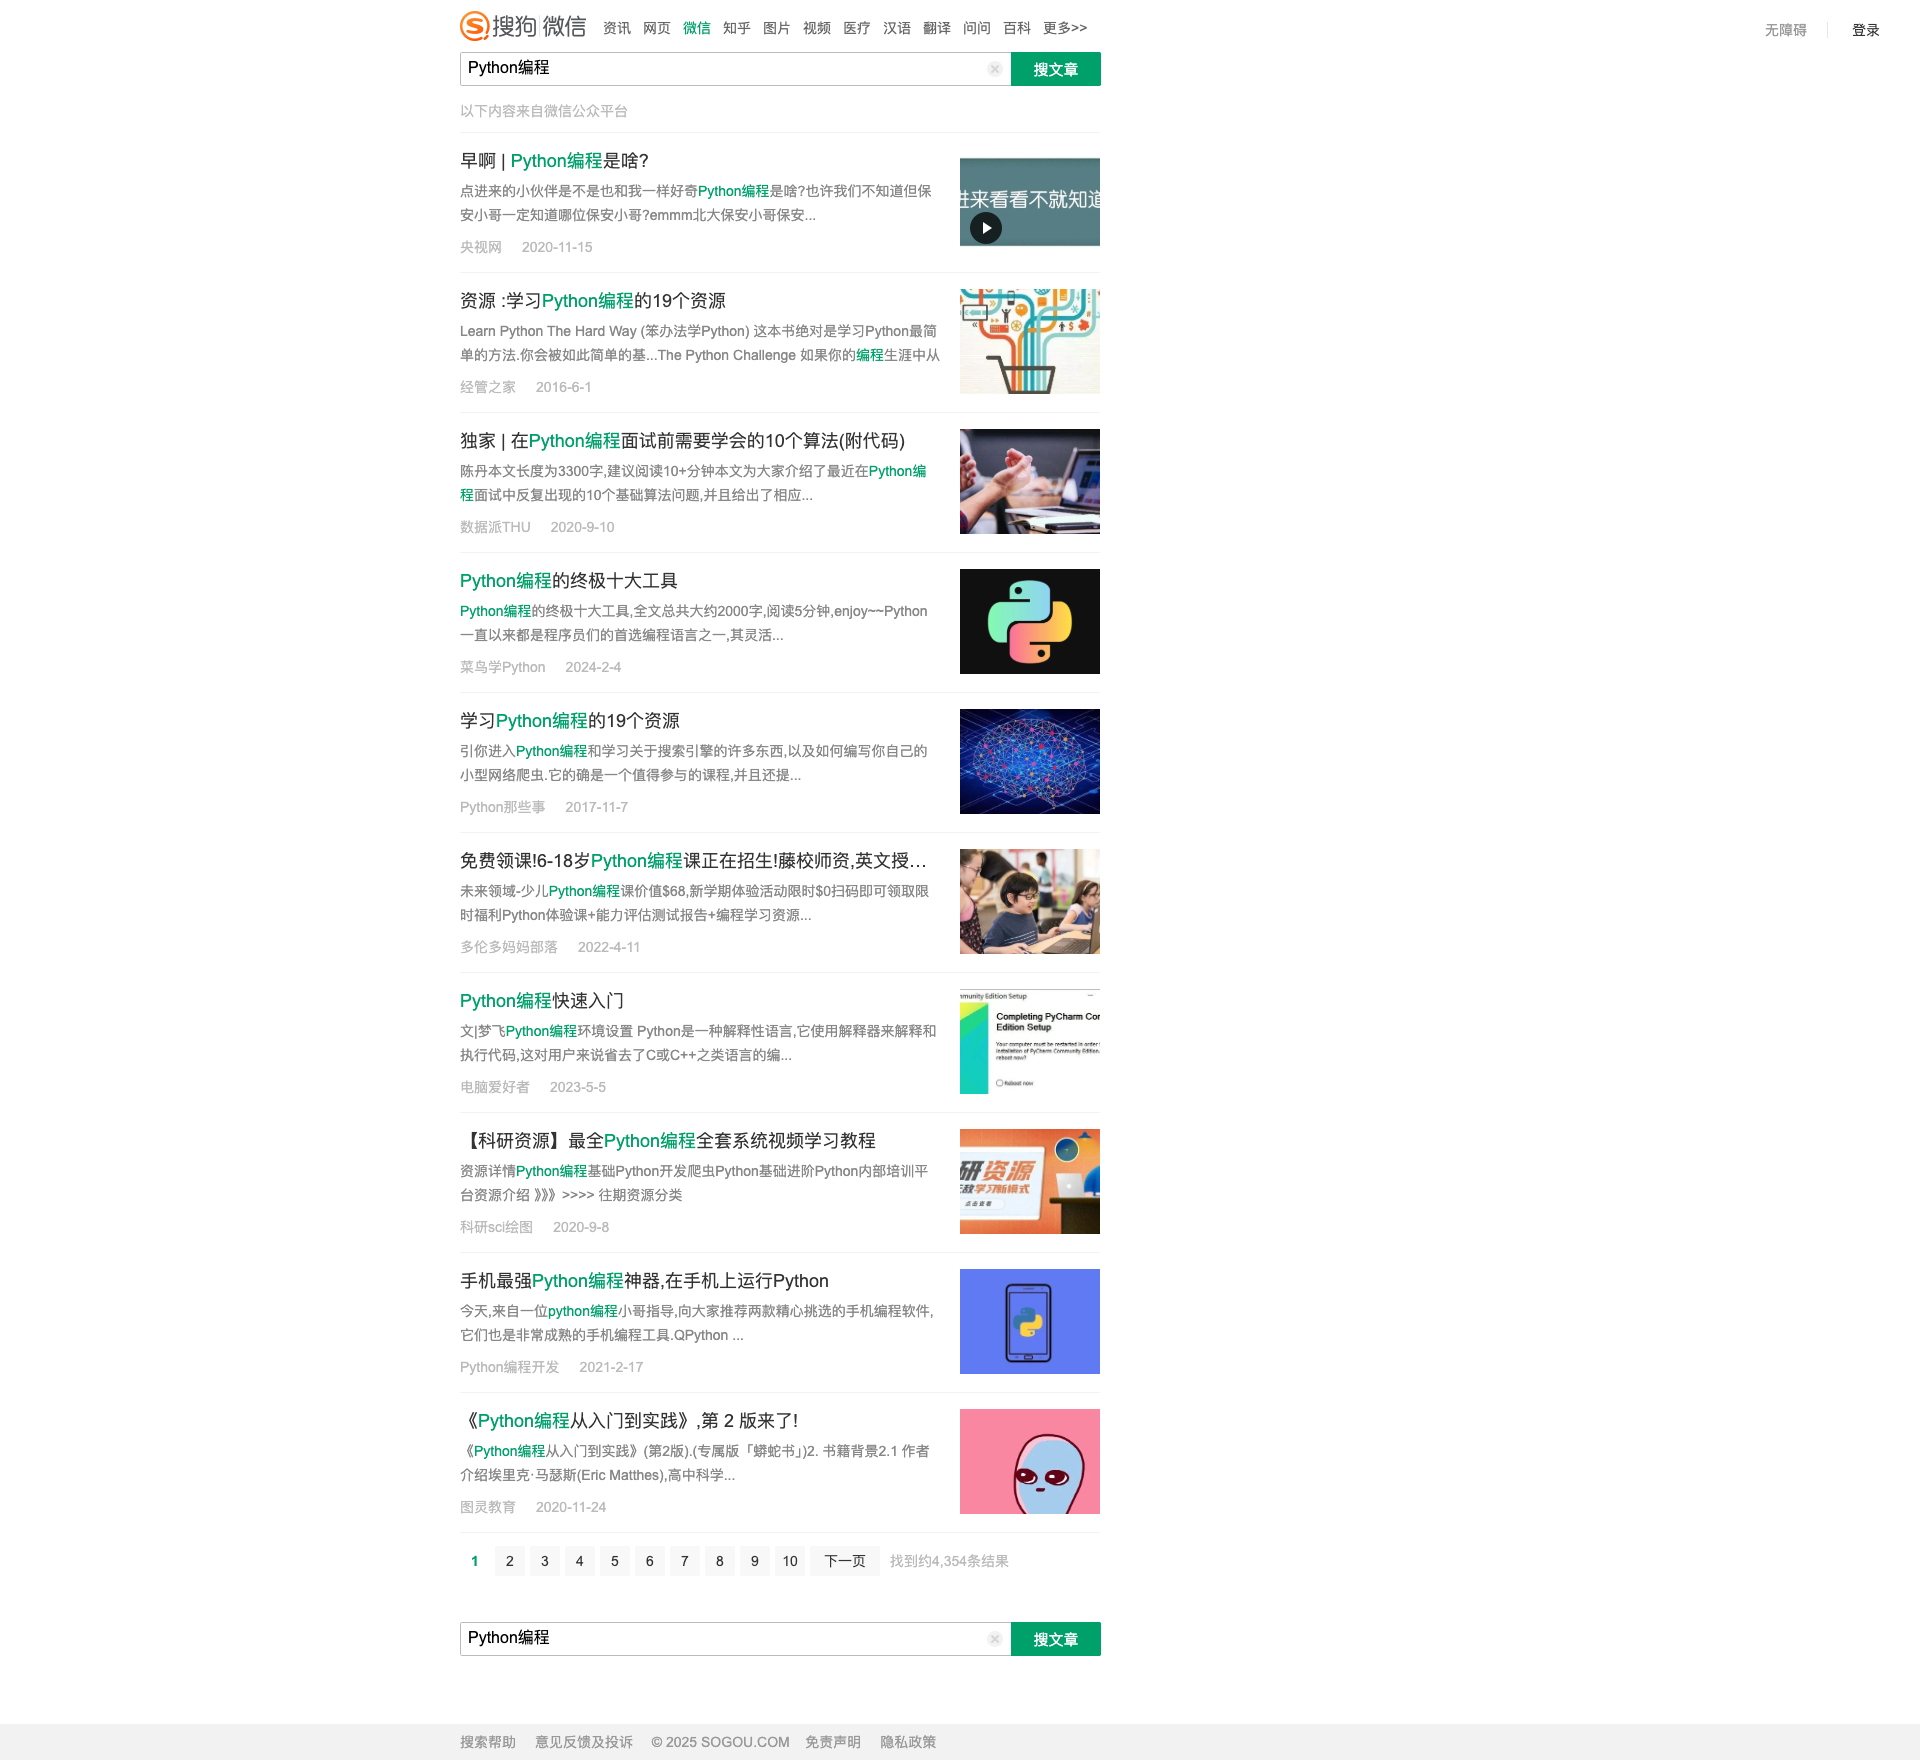 搜狗 微信 资讯 网页 微信 知乎 图片 视频 医疗 汉语 翻译 问问 百科 更多>> 无障碍 登录
Python编程 搜文章
以下内容来自微信公众平台
早啊 | Python编程是啥?
点进来的小伙伴是不是也和我一样好奇Python编程是啥?也许我们不知道但保
安小哥一定知道哪位保安小哥?emmm北大保安小哥保安...
央视网 2020-11-15
进来看看不就知道
资源 :学习Python编程的19个资源
Learn Python The Hard Way (笨办法学Python) 这本书绝对是学习Python最简
单的方法.你会被如此简单的基...The Python Challenge 如果你的编程生涯中从
经管之家 2016-6-1
独家 | 在Python编程面试前需要学会的10个算法(附代码)
陈丹本文长度为3300字,建议阅读10+分钟本文为大家介绍了最近在Python编
程面试中反复出现的10个基础算法问题,并且给出了相应...
数据派THU 2020-9-10
Python编程的终极十大工具
Python编程的终极十大工具,全文总共大约2000字,阅读5分钟,enjoy~~Python
一直以来都是程序员们的首选编程语言之一,其灵活...
菜鸟学Python 2024-2-4
学习Python编程的19个资源
引你进入Python编程和学习关于搜索引擎的许多东西,以及如何编写你自己的
小型网络爬虫.它的确是一个值得参与的课程,并且还提...
Python那些事 2017-11-7
免费领课!6-18岁Python编程课正在招生!藤校师资,英文授...
未来领域-少儿Python编程课价值$68,新学期体验活动限时$0扫码即可领取限
时福利Python体验课+能力评估测试报告+编程学习资源...
多伦多妈妈部落 2022-4-11
Python编程快速入门
文|梦飞Python编程环境设置 Python是一种解释性语言,它使用解释器来解释和
执行代码,这对用户来说省去了C或C++之类语言的编...
电脑爱好者 2023-5-5
mmunity Edition Setup
Completing PyCharm Cor
Edition Setup
Your computer must be restarted in order
installation of PyCharm Community Edition.
reboot now?
Reboot now
【科研资源】最全Python编程全套系统视频学习教程
资源详情Python编程基础Python开发爬虫Python基础进阶Python内部培训平
台资源介绍 》》》>>>> 往期资源分类
科研sci绘图 2020-9-8
研资源
学习新模式
点击查看
手机最强Python编程神器,在手机上运行Python
今天,来自一位python编程小哥指导,向大家推荐两款精心挑选的手机编程软件,
它们也是非常成熟的手机编程工具.QPython ...
Python编程开发 2021-2-17
《Python编程从入门到实践》,第 2 版来了!
《Python编程从入门到实践》(第2版).(专属版「蟒蛇书」)2. 书籍背景2.1 作者
介绍埃里克·马瑟斯(Eric Matthes),高中科学...
图灵教育 2020-11-24
1 2 3 4 5 6 7 8 9 10 下一页 找到约4,354条结果
Python编程 搜文章
搜索帮助 意见反馈及投诉 © 2025 SOGOU.COM 免责声明 隐私政策